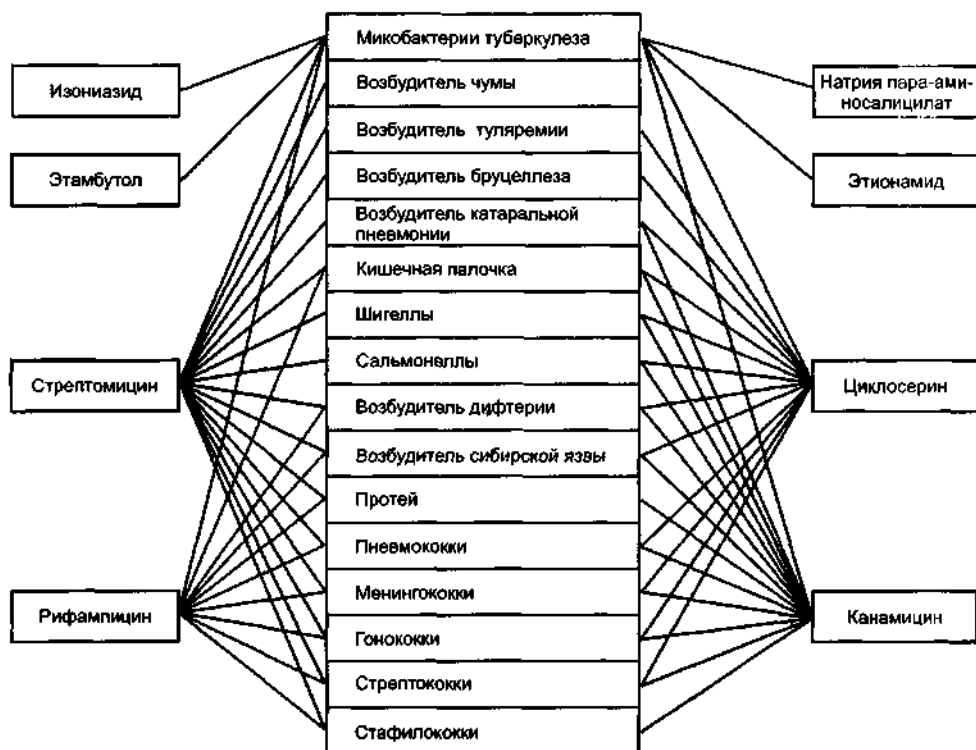 Изониазид
Этамбутол
Стрептомицин
Рифампицин
Микобактерии туберкулеза
Возбудитель чумы
Возбудитель туляремии
Возбудитель бруцеллеза
Возбудитель катаральной
пневмонии
Кишечная палочка
Шигеллы
Сальмонеллы
Возбудитель дифтерии
Возбудитель сибирской язвы
Протей
Пневмококки
Менингококки
Гонококки
Стрептококки
Стафилококки
Натрия пара-ами-
носалицилат
Этионамид
Циклосерин
Канамицин